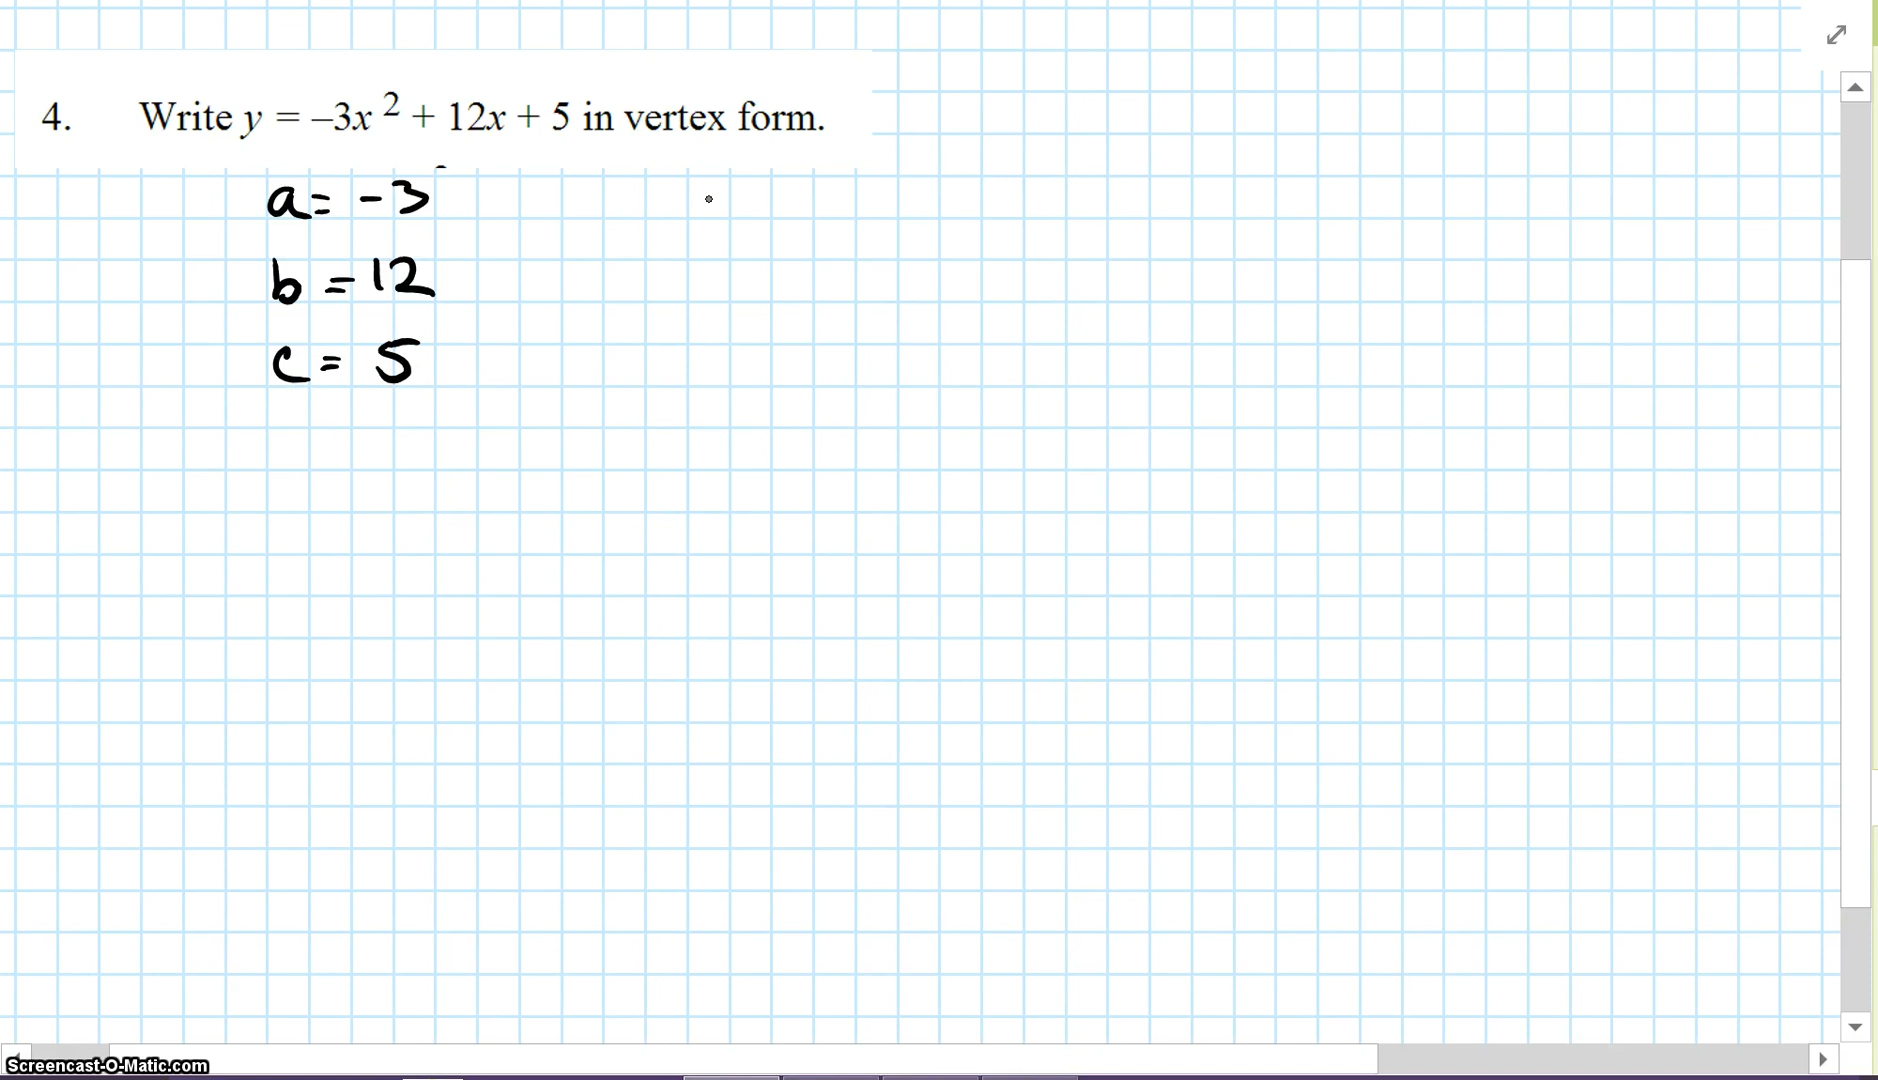 4. Write y = –3x ² + 12x + 5 in vertex form.
a = -3
b = 12
c = 5
Screencast-O-Matic.com